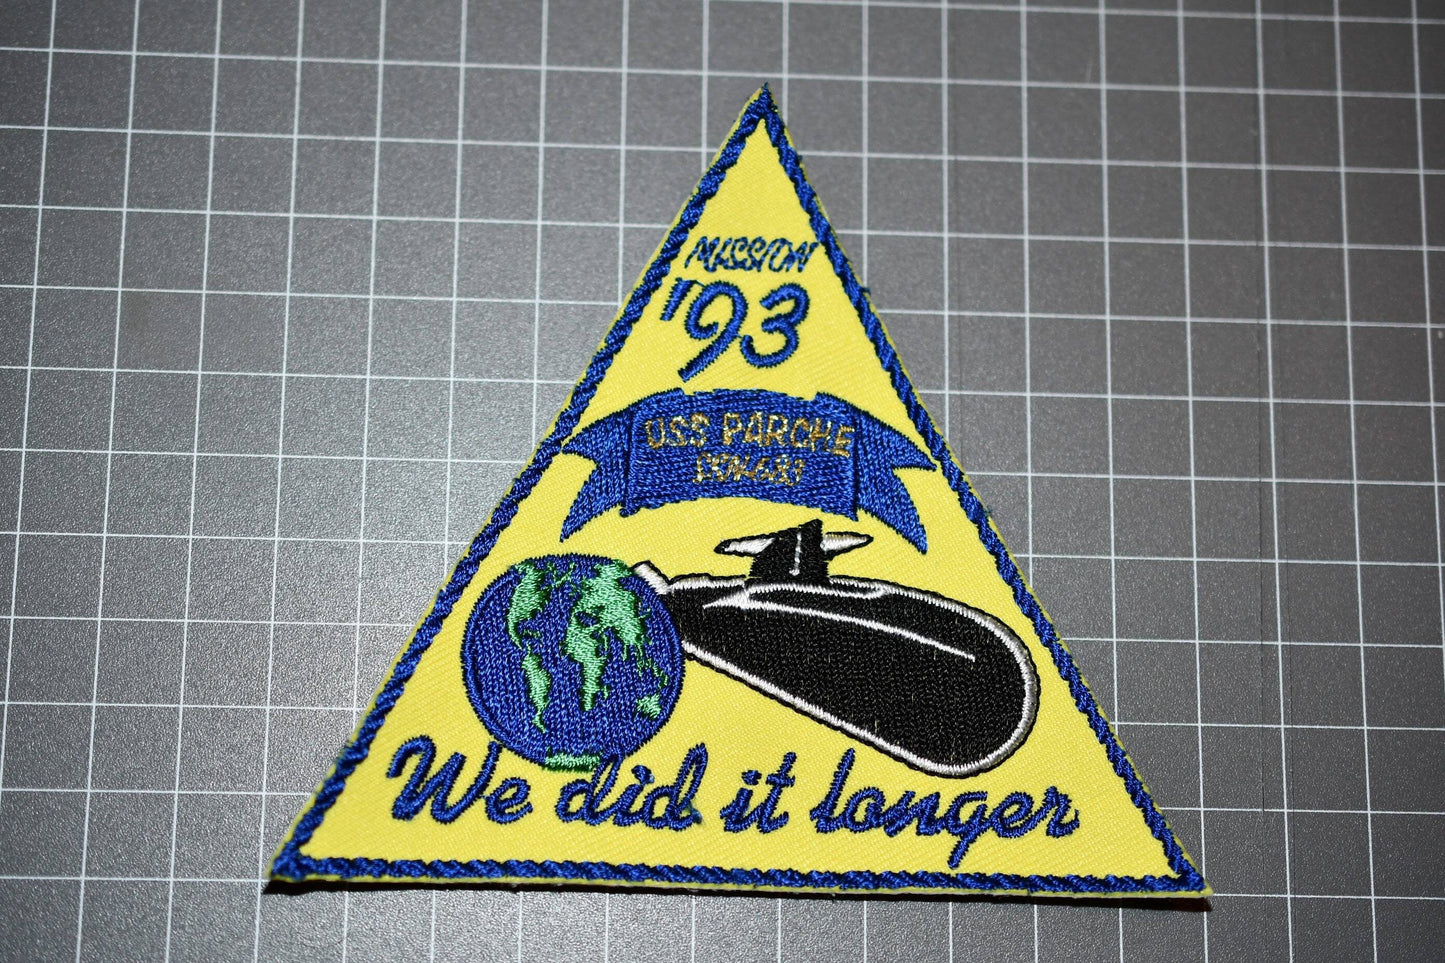 MISSION
'93
USS PARCHE
SSN-683
We did it longer